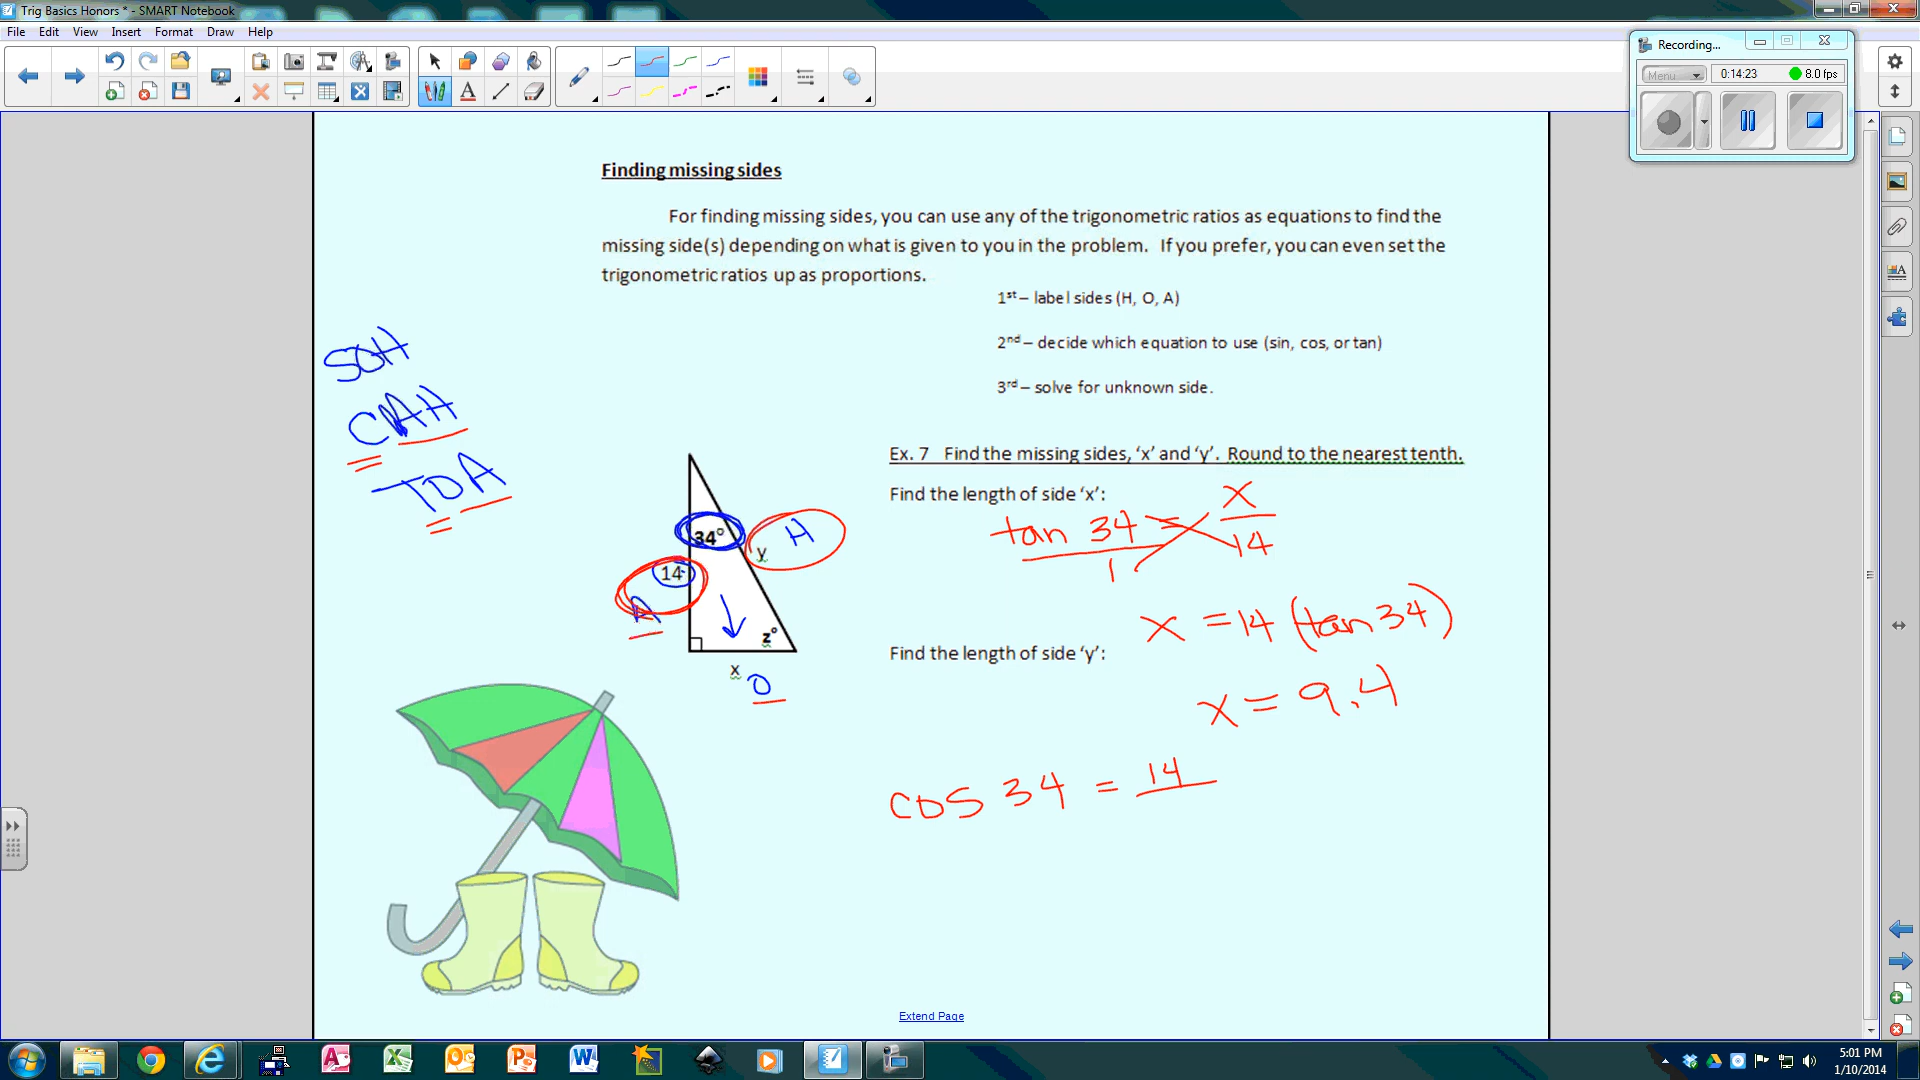 Trig Basics Honors * - SMART Notebook
File Edit View Insert Format Draw Help
Recording...
Menu
0:14:23
8.0 fps
Finding missing sides
For finding missing sides, you can use any of the trigonometric ratios as equations to find the
missing side(s) depending on what is given to you in the problem. If you prefer, you can even set the
trigonometric ratios up as proportions.
1st – label sides (H, O, A)
2nd – decide which equation to use (sin, cos, or tan)
3rd – solve for unknown side.
SOH
CAH
TOA
Ex. 7 Find the missing sides, ‘x’ and ‘y’. Round to the nearest tenth.
Find the length of side ‘x’:
tan 34 = x
1 14
34°
H
y
14
A
z°
x
O
x = 14 (tan 34)
Find the length of side ‘y’:
x = 9.4
cos 34 = 14
Extend Page
5:01 PM
1/10/2014